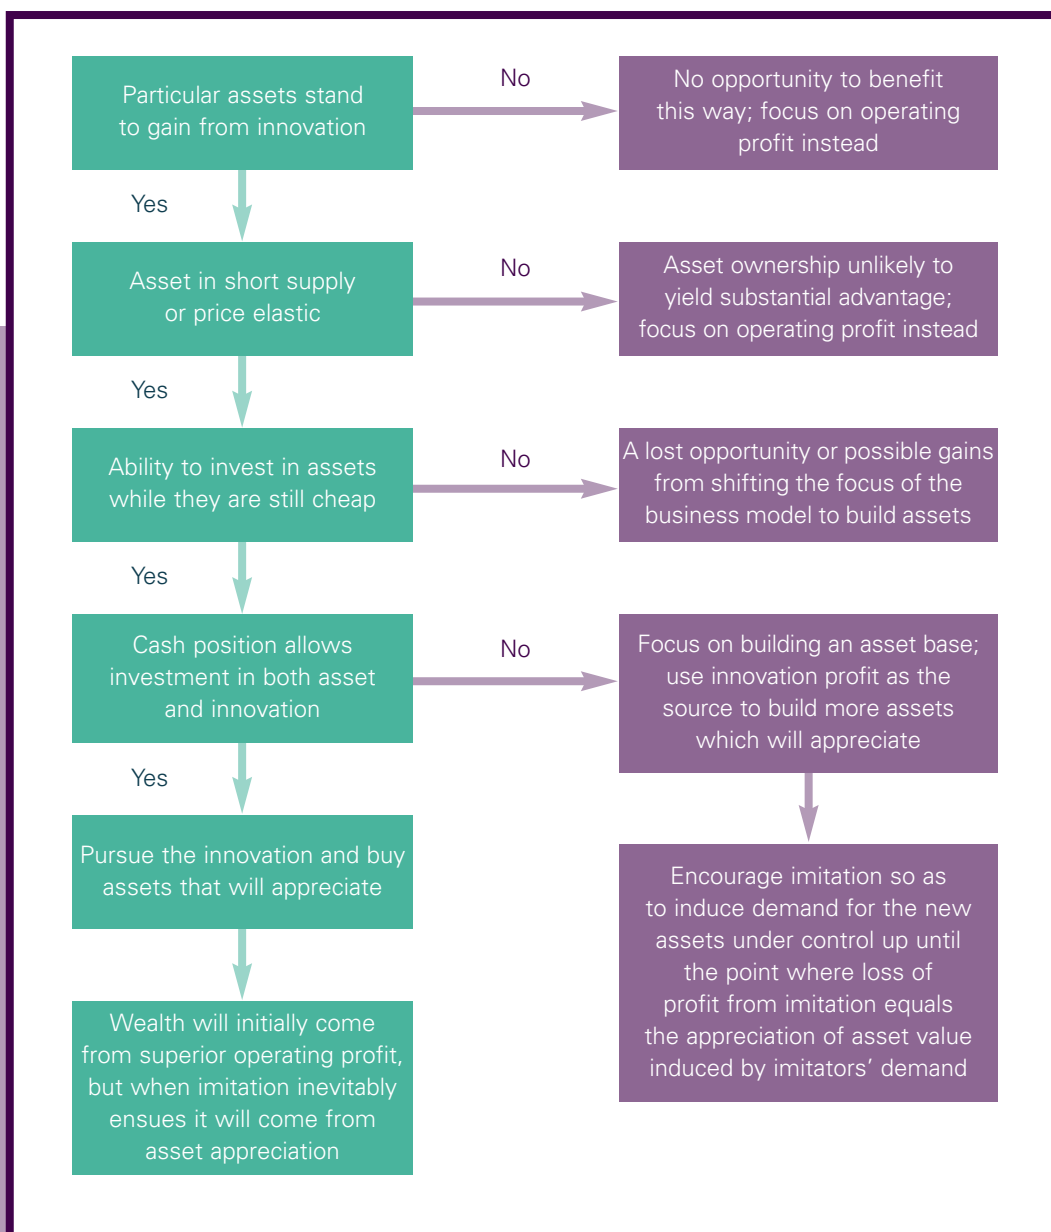 Particular assets stand
to gain from innovation
No
No opportunity to benefit
this way; focus on operating
profit instead
Yes
Asset in short supply
or price elastic
No
Asset ownership unlikely to
yield substantial advantage;
focus on operating profit instead
Yes
Ability to invest in assets
while they are still cheap
No
A lost opportunity or possible gains
from shifting the focus of the
business model to build assets
Yes
Cash position allows
investment in both asset
and innovation
No
Focus on building an asset base;
use innovation profit as the
source to build more assets
which will appreciate
Yes
Pursue the innovation and buy
assets that will appreciate
Encourage imitation so as
to induce demand for the new
assets under control up until
the point where loss of
profit from imitation equals
the appreciation of asset value
induced by imitators’ demand
Wealth will initially come
from superior operating profit,
but when imitation inevitably
ensues it will come from
asset appreciation